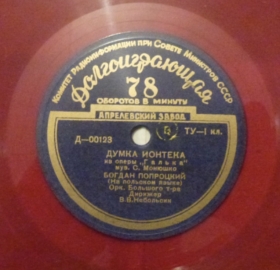 КОМИТЕТ РАДИОИНФОРМАЦИИ ПРИ СОВЕТЕ МИНИСТРОВ СССР
Долгоиграющая
78
ОБОРОТОВ В МИНУТУ
АПРЕЛЕВСКИЙ ЗАВОД
Д—00123
ТУ—I кл.
ДУМКА ИОНТЕКА
из оперы „Галька"
муз. С. Монюшко
БОГДАН ПОПРОЦКИЙ
(На польском языке)
Орк. Большого т-ра
Дирижер
В.В.Небольсин